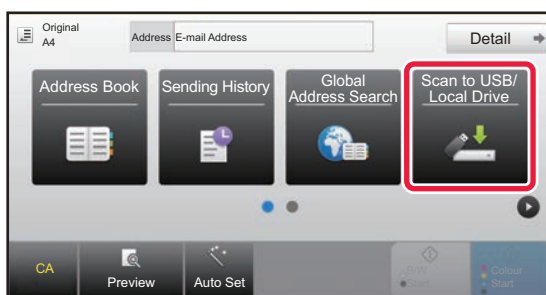 Original
A4
Address E-mail Address
Detail
Address Book
Sending History
Global
Address Search
Scan to USB/
Local Drive
CA
Preview
Auto Set
B/W
Start
Colour
Start